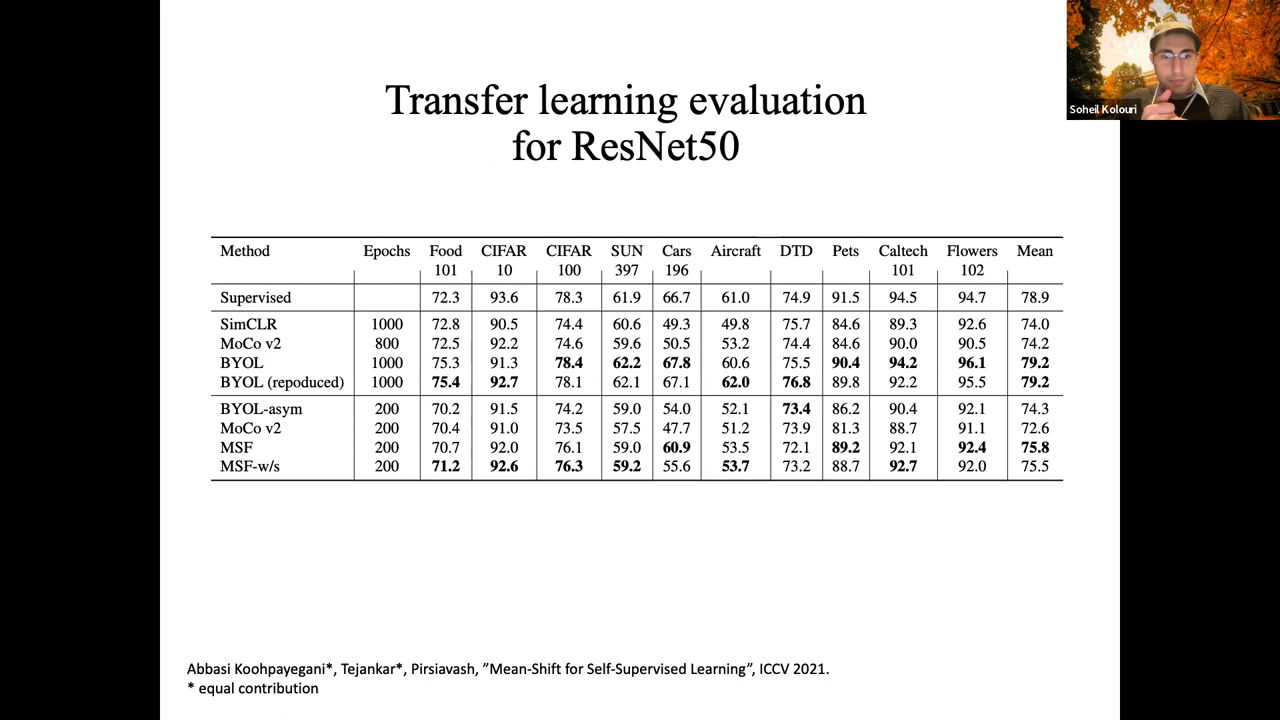 Soheil Kolouri
Transfer learning evaluation
for ResNet50
Method Epochs Food CIFAR CIFAR SUN Cars Aircraft DTD Pets Caltech Flowers Mean
101 10 100 397 196 101 102
Supervised 72.3 93.6 78.3 61.9 66.7 61.0 74.9 91.5 94.5 94.7 78.9
SimCLR 1000 72.8 90.5 74.4 60.6 49.3 49.8 75.7 84.6 89.3 92.6 74.0
MoCo v2 800 72.5 92.2 74.6 59.6 50.5 53.2 74.4 84.6 90.0 90.5 74.2
BYOL 1000 75.3 91.3 78.4 62.2 67.8 60.6 75.5 90.4 94.2 96.1 79.2
BYOL (repoduced) 1000 75.4 92.7 78.1 62.1 67.1 62.0 76.8 89.8 92.2 95.5 79.2
BYOL-asym 200 70.2 91.5 74.2 59.0 54.0 52.1 73.4 86.2 90.4 92.1 74.3
MoCo v2 200 70.4 91.0 73.5 57.5 47.7 51.2 73.9 81.3 88.7 91.1 72.6
MSF 200 70.7 92.0 76.1 59.0 60.9 53.5 72.1 89.2 92.1 92.4 75.8
MSF-w/s 200 71.2 92.6 76.3 59.2 55.6 53.7 73.2 88.7 92.7 92.0 75.5
Abbasi Koohpayegani*, Tejankar*, Pirsiavash, ”Mean-Shift for Self-Supervised Learning”, ICCV 2021.
* equal contribution